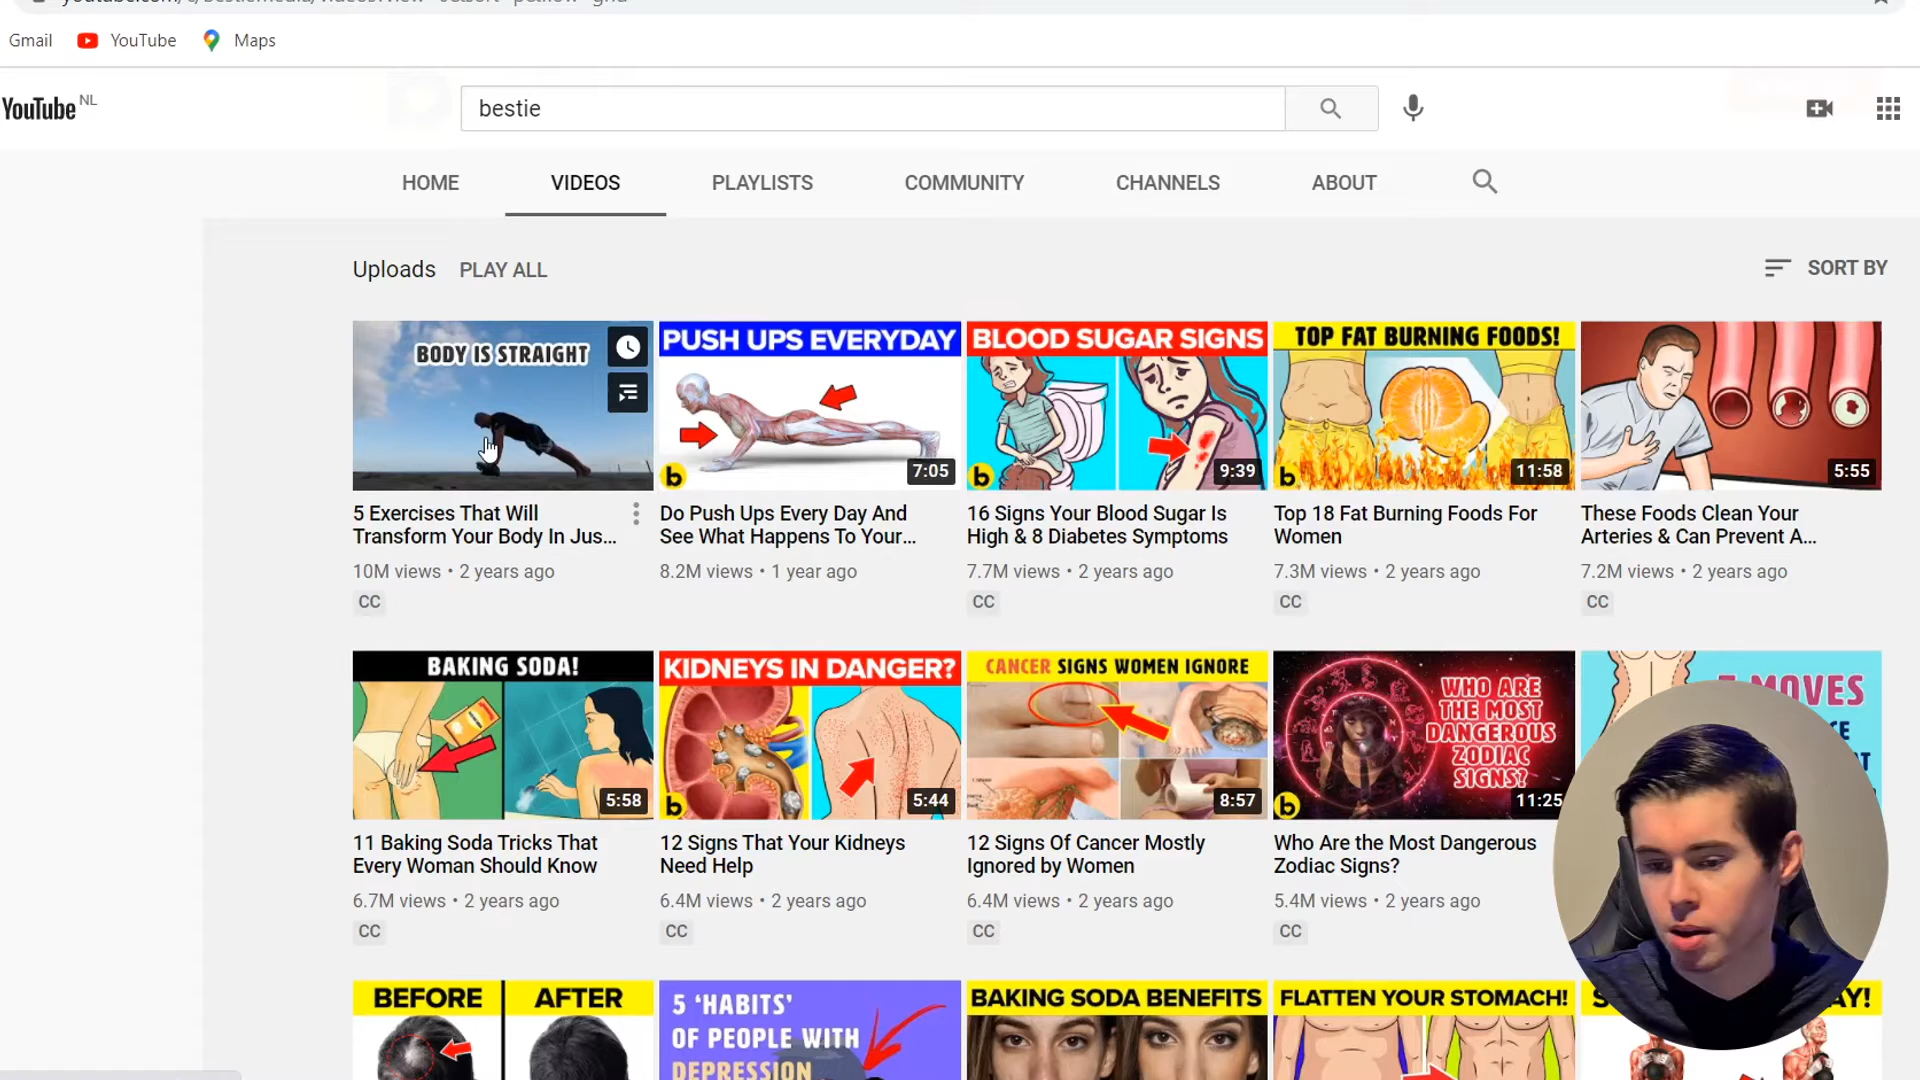 Gmail YouTube Maps
YouTube NL
bestie
HOME VIDEOS PLAYLISTS COMMUNITY CHANNELS ABOUT
Uploads PLAY ALL
SORT BY
BODY IS STRAIGHT
PUSH UPS EVERYDAY
b
7:05
BLOOD SUGAR SIGNS
b
9:39
TOP FAT BURNING FOODS!
b
11:58
5:55
5 Exercises That Will
Transform Your Body In Jus...
10M views • 2 years ago
CC
Do Push Ups Every Day And
See What Happens To Your...
8.2M views • 1 year ago
16 Signs Your Blood Sugar Is
High & 8 Diabetes Symptoms
7.7M views • 2 years ago
CC
Top 18 Fat Burning Foods For
Women
7.3M views • 2 years ago
CC
These Foods Clean Your
Arteries & Can Prevent A...
7.2M views • 2 years ago
CC
BAKING SODA!
5:58
KIDNEYS IN DANGER?
b
5:44
CANCER SIGNS WOMEN IGNORE
8:57
WHO ARE
THE MOST
DANGEROUS
ZODIAC
SIGNS?
b
11:25
MOVES
11 Baking Soda Tricks That
Every Woman Should Know
6.7M views • 2 years ago
CC
12 Signs That Your Kidneys
Need Help
6.4M views • 2 years ago
CC
12 Signs Of Cancer Mostly
Ignored by Women
6.4M views • 2 years ago
CC
Who Are the Most Dangerous
Zodiac Signs?
5.4M views • 2 years ago
CC
BEFORE AFTER
5 'HABITS'
OF PEOPLE WITH
DEPRESSION
BAKING SODA BENEFITS
FLATTEN YOUR STOMACH!